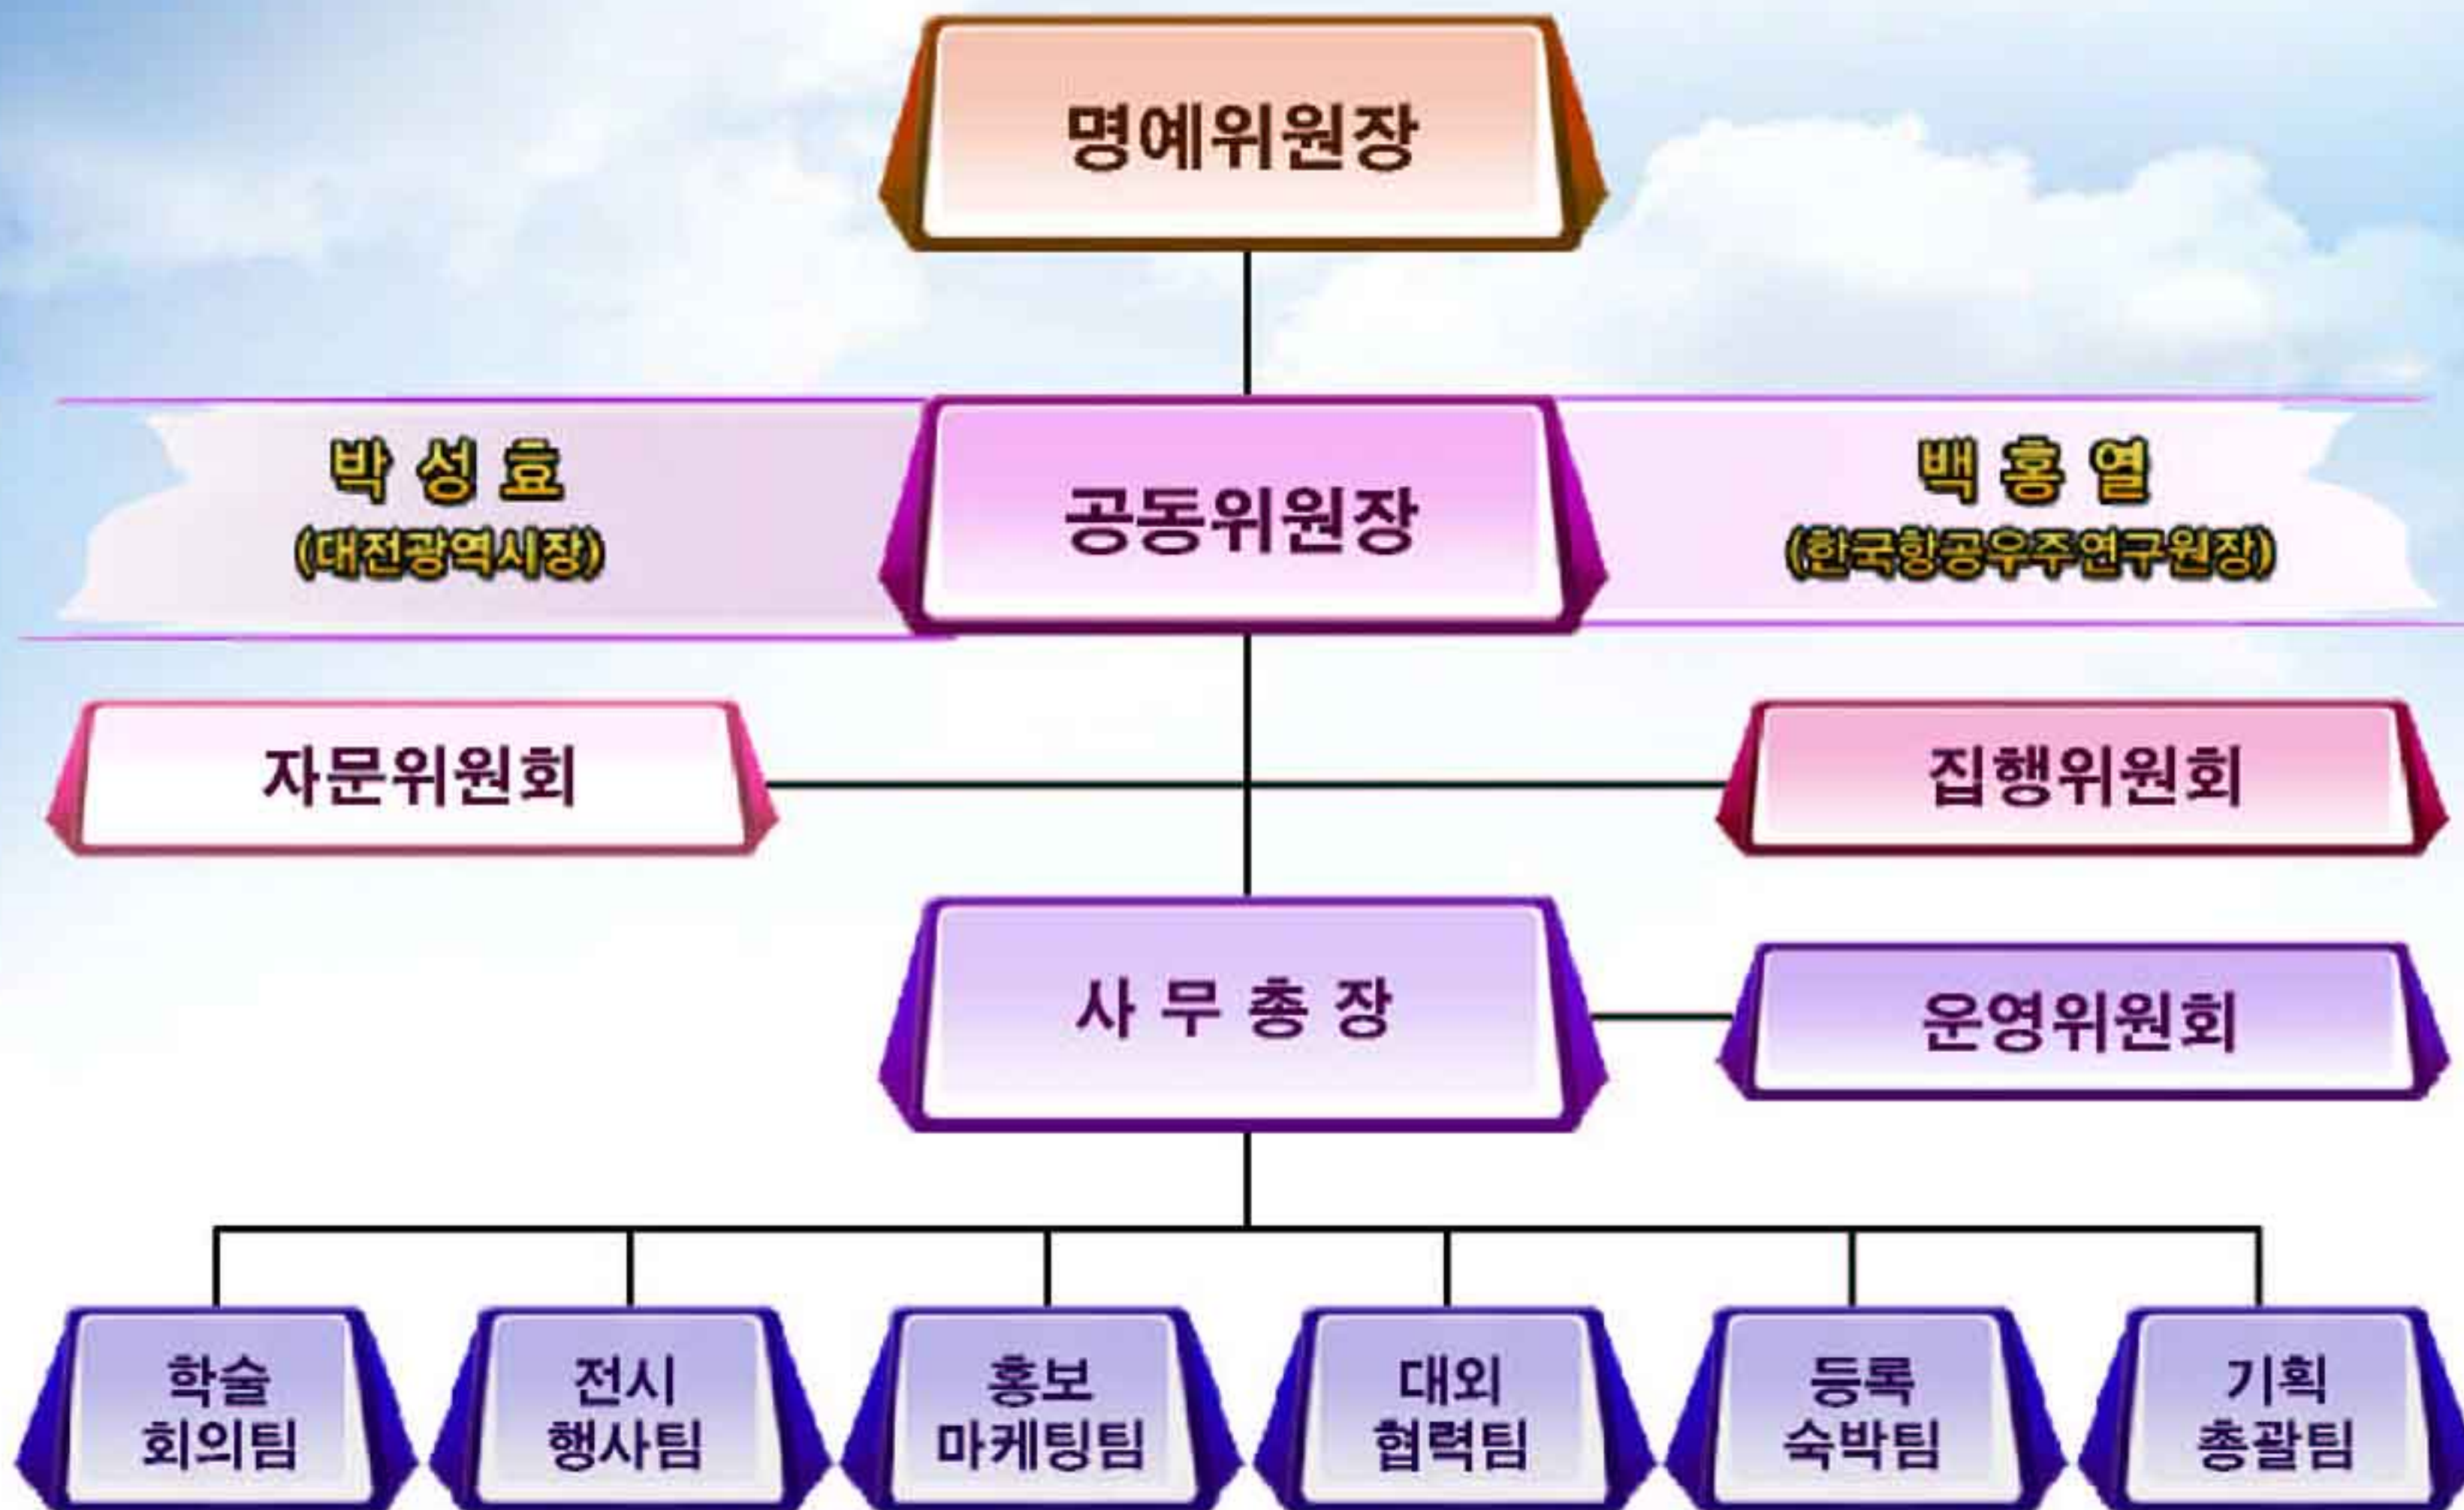 명예위원장
박 성 효
(대전광역시장)
공동위원장
백 홍 열
(한국항공우주연구원장)
자문위원회
집행위원회
사 무 총 장
운영위원회
학술
회의팀
전시
행사팀
홍보
마케팅팀
대외
협력팀
등록
숙박팀
기획
총괄팀